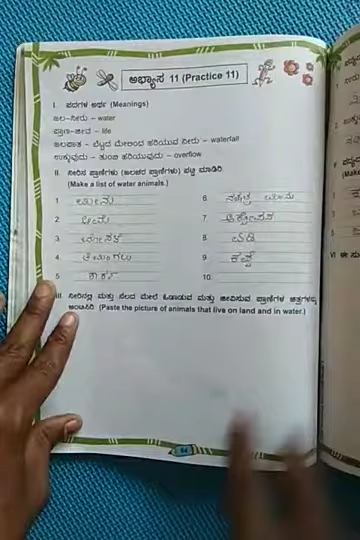 ಅಭ್ಯಾಸ 11 (Practice 11)
I. ಪದಗಳ ಅರ್ಥ (Meanings)
ಜಲ-ನೀರು – water
ಪ್ರಾಣ-ಜೀವ – life
ಜಲಪಾತ - ಬೆಟ್ಟದ ಮೇಲಿಂದ ಹರಿಯುವ ನೀರು – waterfall
ಉಕ್ಕುವುದು – ತುಂಬಿ ಹರಿಯುವುದು – overflow
II. ನೀರಿನ ಪ್ರಾಣಿಗಳು (ಜಲಚರ ಪ್ರಾಣಿಗಳು) ಪಟ್ಟಿ ಮಾಡಿರಿ.
(Make a list of water animals.)
1 ಮೀನು
2 ಆಮೆ
3
4
5
6. ನಕ್ಷತ್ರ ಮೀನು
7. ಆಕ್ಟೋಪಸ್
8. ಏಡಿ
9. ಕಪ್ಪೆ
10.
III ನೀರಿನಲ್ಲಿ ಮತ್ತು ನೆಲದ ಮೇಲೆ ಓಡಾಡುವ ಮತ್ತು ಜೀವಿಸುವ ಪ್ರಾಣಿಗಳ ಚಿತ್ರಗಳನ್ನು
ಅಂಟಿಸಿರಿ (Paste the picture of animals that live on land and in water.)
64